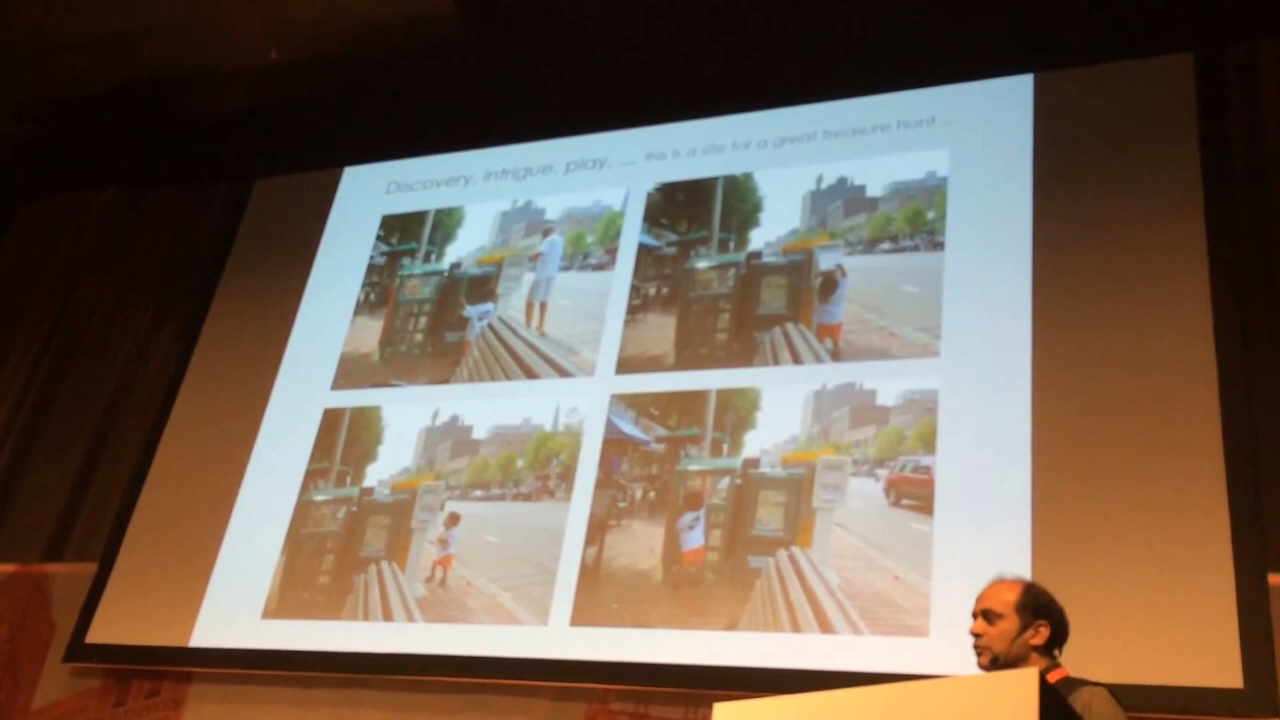 Discovery, intrigue, play, ... this is a site for a great treasure hunt ...